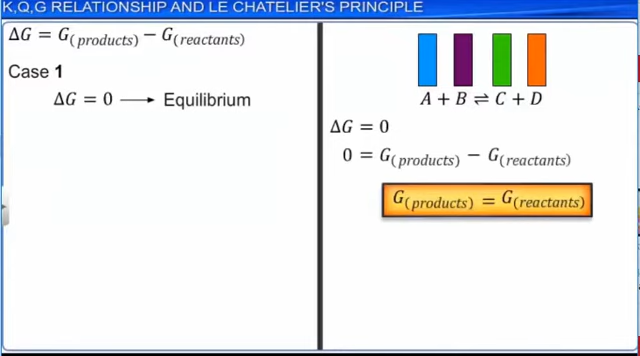 K,Q,G RELATIONSHIP AND LE CHATELIER'S PRINCIPLE
ΔG = G(products) − G(reactants)
Case 1
ΔG = 0 ⟶ Equilibrium
A + B ⇌ C + D
ΔG = 0
0 = G(products) − G(reactants)
G(products) = G(reactants)